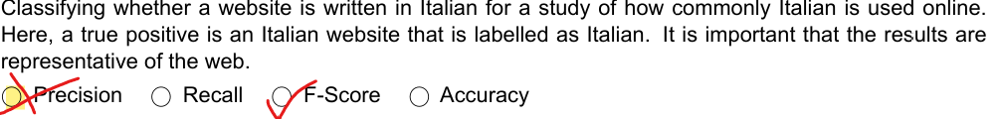 Classifying whether a website is written in Italian for a study of how commonly Italian is used online.
Here, a true positive is an Italian website that is labelled as Italian. It is important that the results are
representative of the web.
Precision Recall F-Score Accuracy